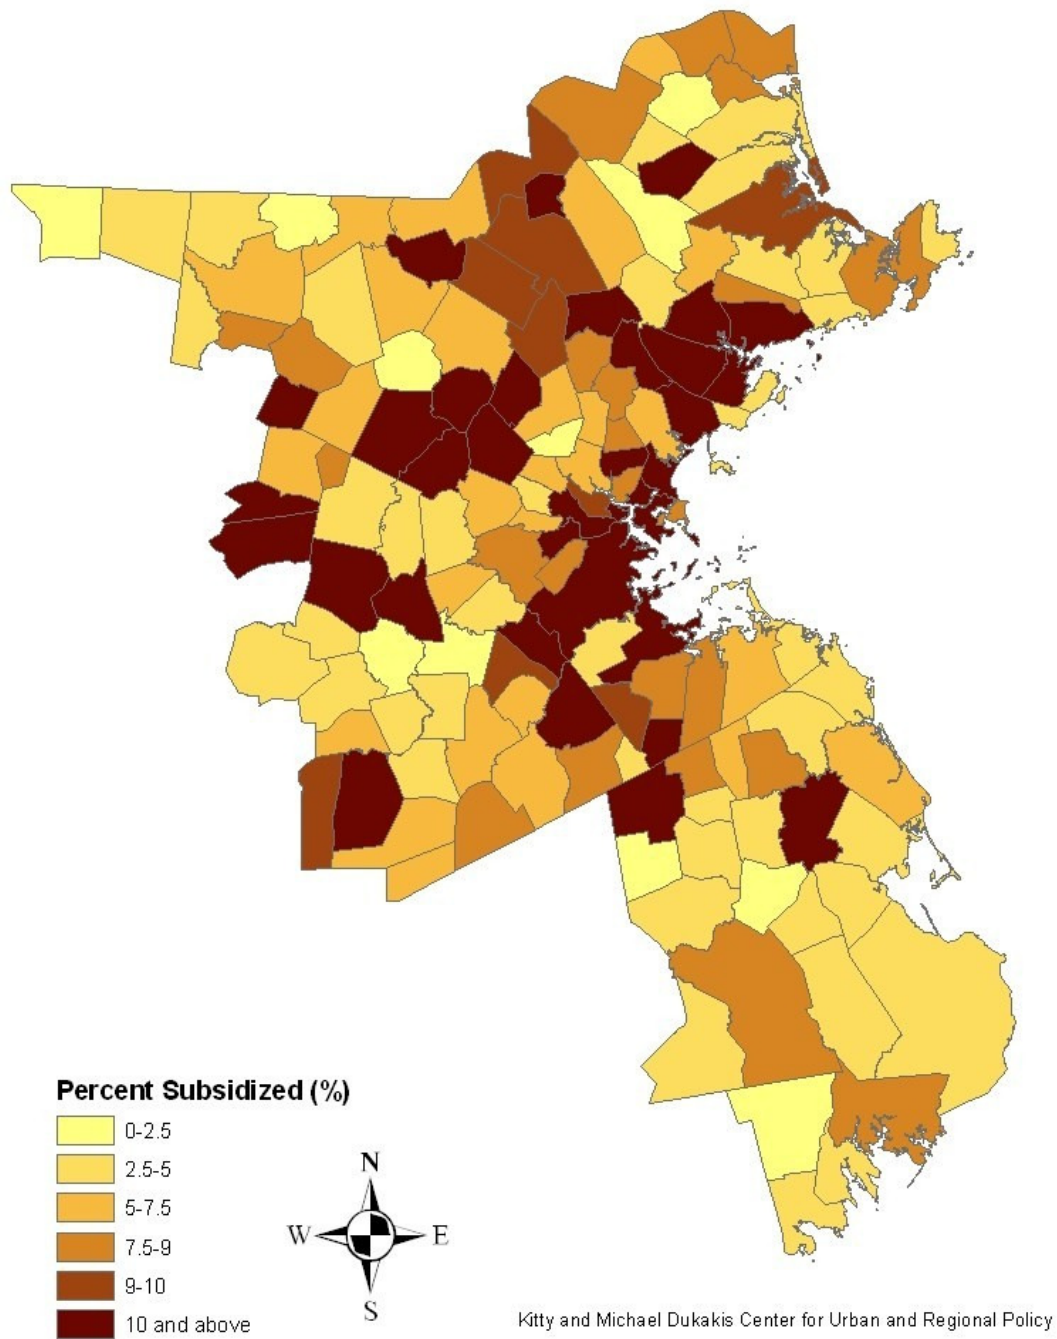 Percent Subsidized (%)
0-2.5
2.5-5
5-7.5
7.5-9
9-10
10 and above
N
W E
S
Kitty and Michael Dukakis Center for Urban and Regional Policy